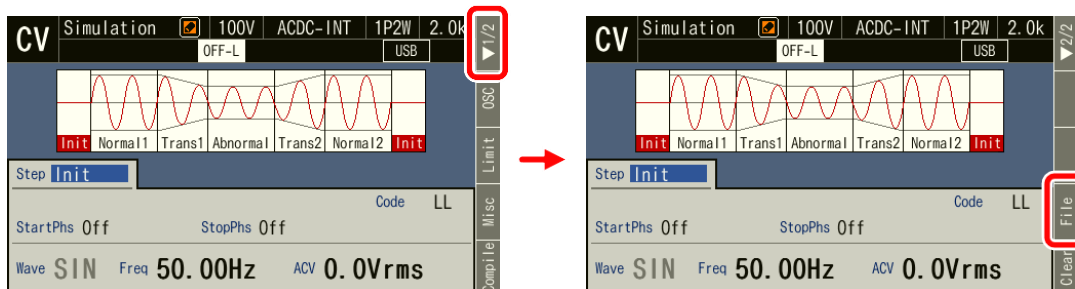 CV Simulation 100V ACDC-INT 1P2W 2.0k
OFF-L USB
▼1/2
OSC
Limit
Misc
Compile
Init Normal1 Trans1 Abnormal Trans2 Normal2 Init
Step Init
Code LL
StartPhs Off StopPhs Off
Wave SIN Freq 50.00Hz ACV 0.0Vrms
CV Simulation 100V ACDC-INT 1P2W 2.0k
OFF-L USB
▼2/2
File
Clear
Init Normal1 Trans1 Abnormal Trans2 Normal2 Init
Step Init
Code LL
StartPhs Off StopPhs Off
Wave SIN Freq 50.00Hz ACV 0.0Vrms